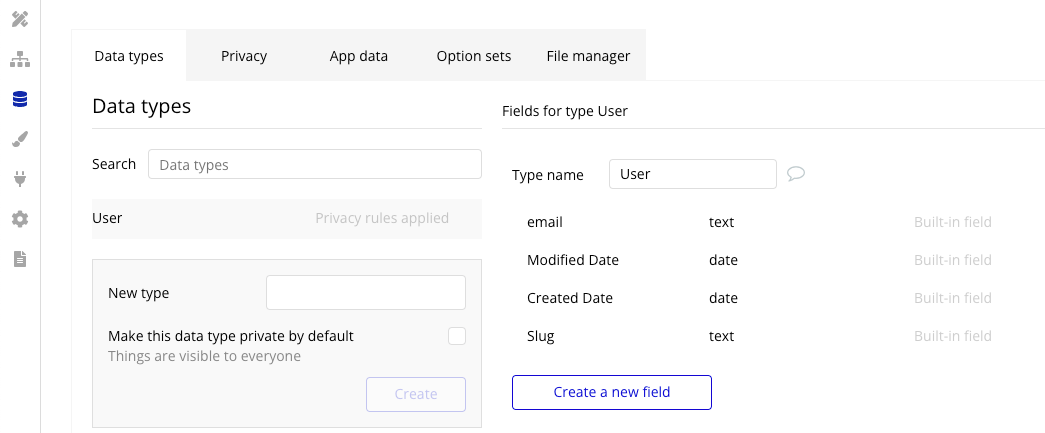 Data types
Privacy
App data
Option sets
File manager
Data types
Search
Data types
User
Privacy rules applied
New type
Make this data type private by default
Things are visible to everyone
Create
Fields for type User
Type name
User
email text Built-in field
Modified Date date Built-in field
Created Date date Built-in field
Slug text Built-in field
Create a new field